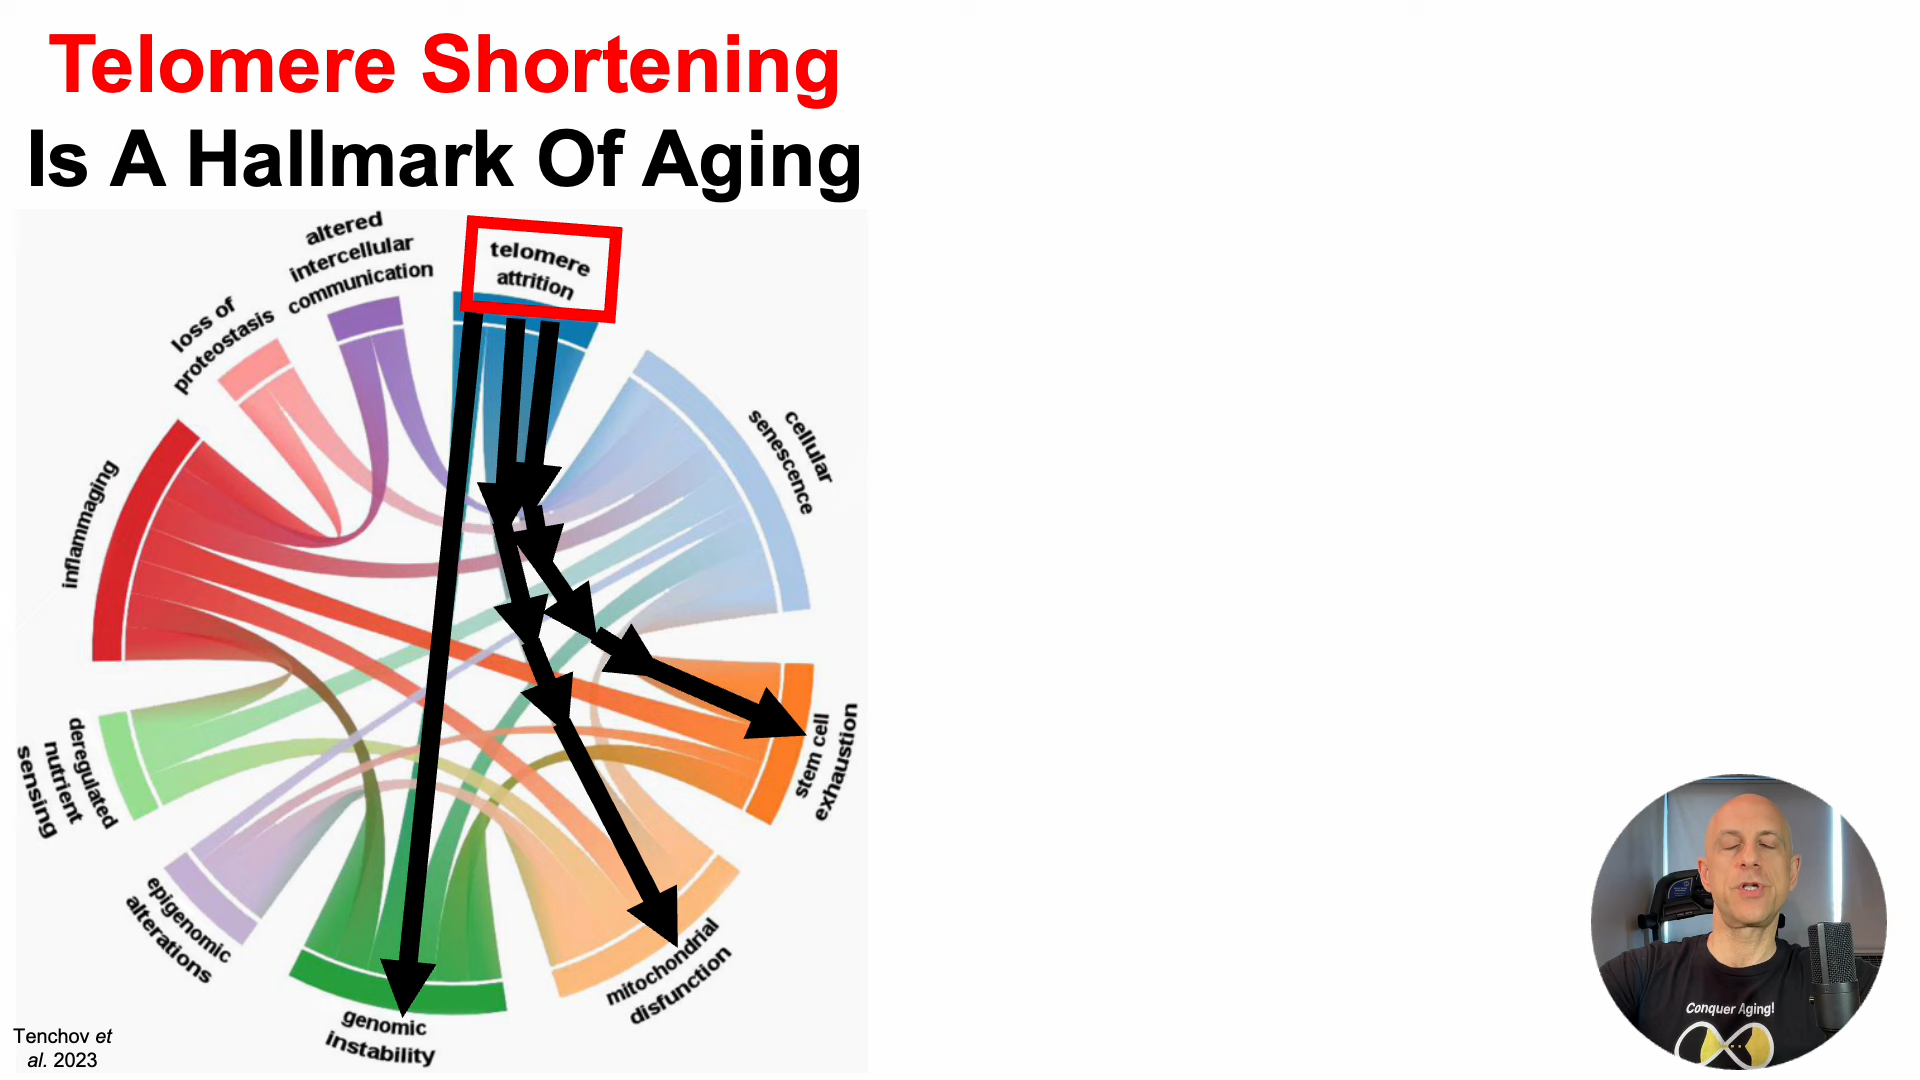 Telomere Shortening
Is A Hallmark Of Aging
altered
intercellular
communication
telomere
attrition
loss of
proteostasis
cellular
senescence
inflammaging
stem cell
exhaustion
deregulated
nutrient
sensing
epigenomic
alterations
mitochondrial
disfunction
genomic
instability
Tenchov et
al. 2023
Conquer Aging!